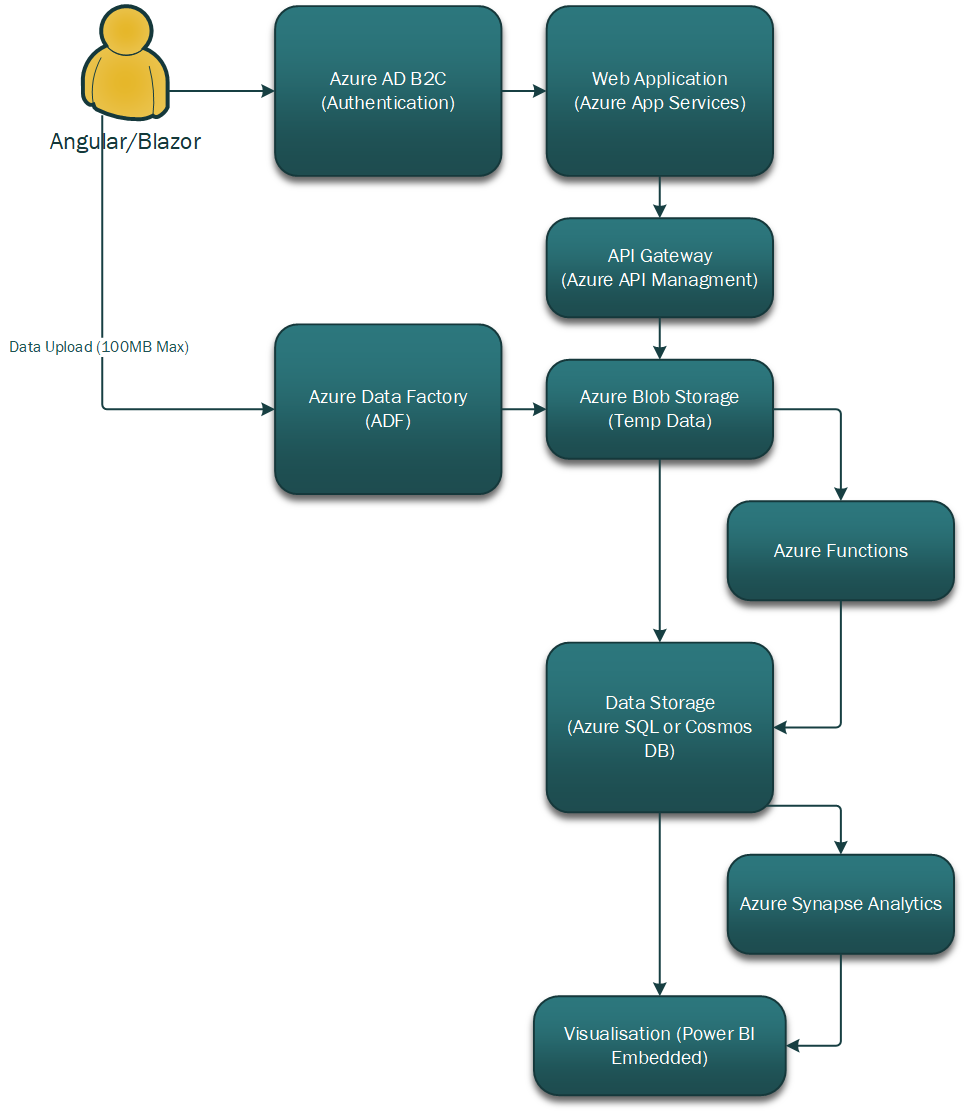 Azure AD B2C
(Authentication)
Web Application
(Azure App Services)
Angular/Blazor
API Gateway
(Azure API Managment)
Data Upload (100MB Max)
Azure Data Factory
(ADF)
Azure Blob Storage
(Temp Data)
Azure Functions
Data Storage
(Azure SQL or Cosmos
DB)
Azure Synapse Analytics
Visualisation (Power BI
Embedded)